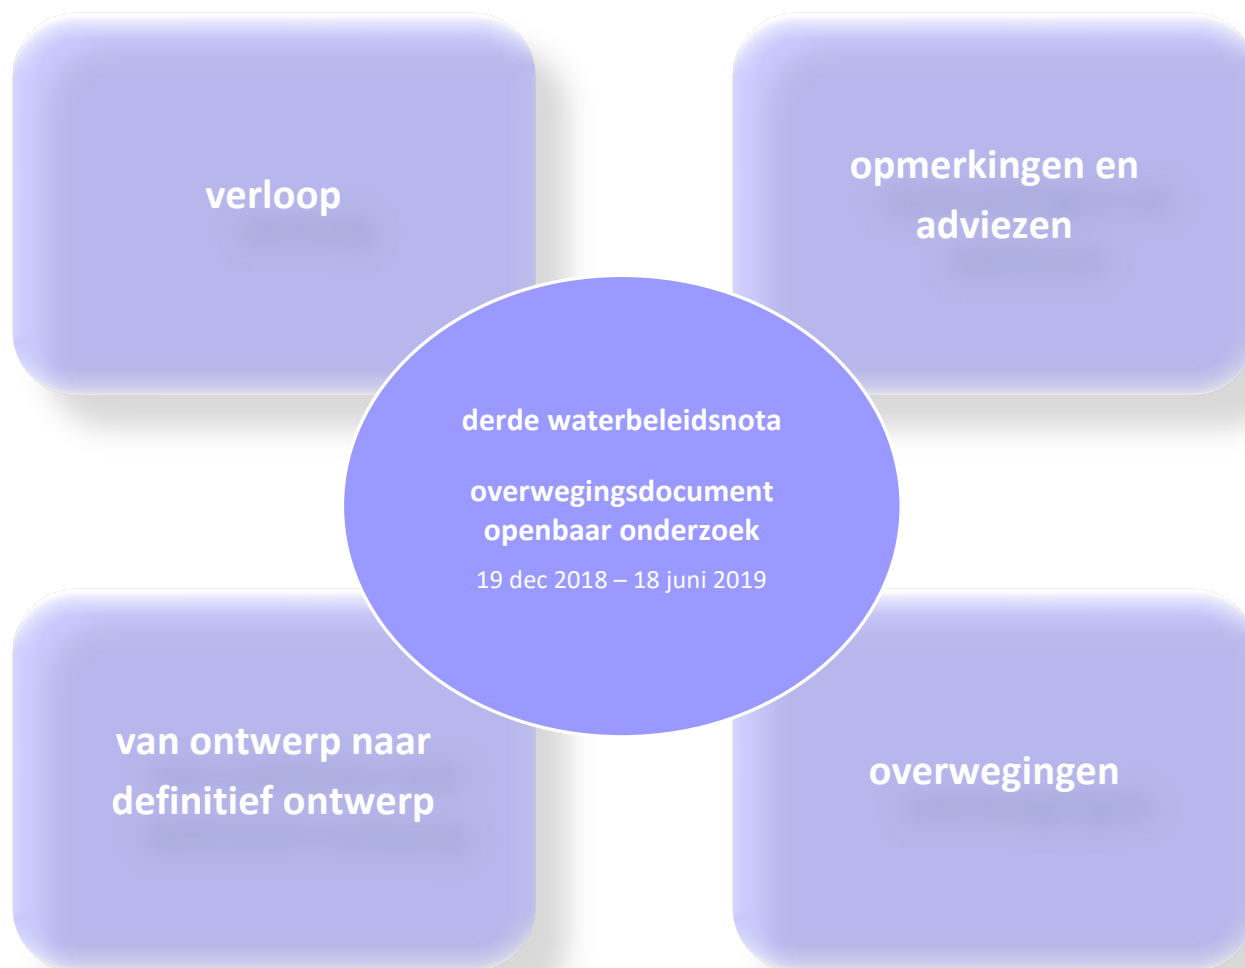 verloop
opmerkingen en
adviezen
derde waterbeleidsnota
overwegingsdocument
openbaar onderzoek
19 dec 2018 – 18 juni 2019
van ontwerp naar
definitief ontwerp
overwegingen